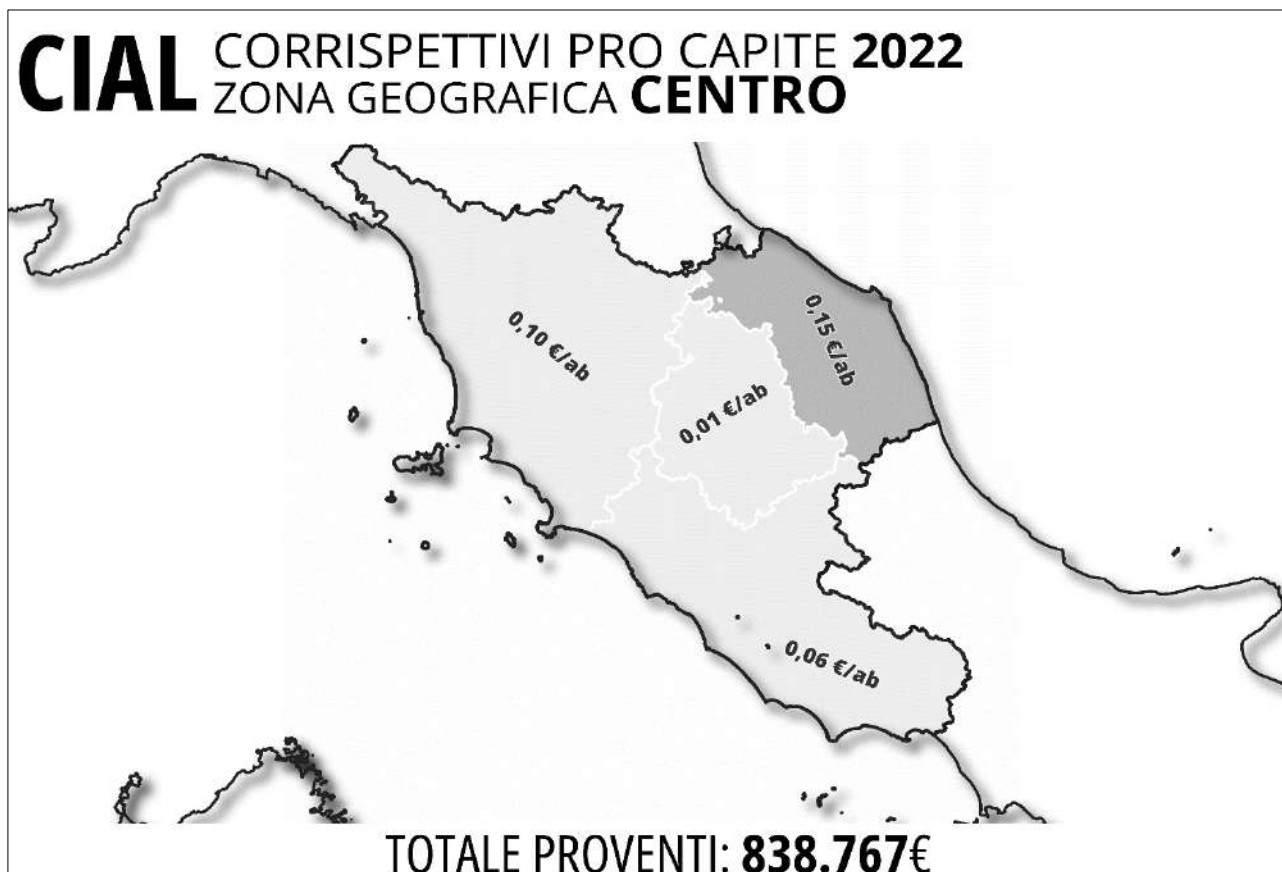 CIAL
CORRISPETTIVI PRO CAPITE 2022
ZONA GEOGRAFICA CENTRO
0,10 €/ab
0,15 €/ab
0,01 €/ab
0,06 €/ab
TOTALE PROVENTI: 838.767€